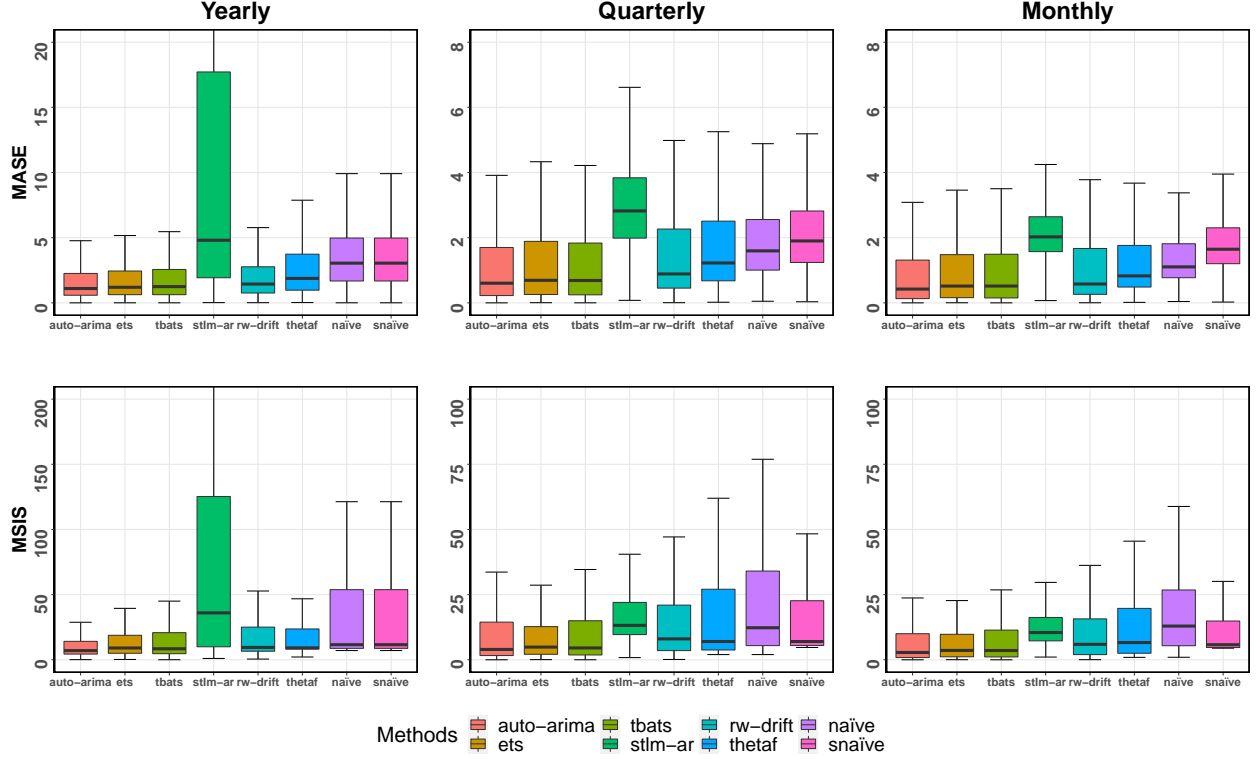 Yearly Quarterly Monthly
MASE
0 5 10 15 20
auto−arima ets tbats stlm−ar rw−drift thetaf naïve snaïve
0 2 4 6 8
auto−arima ets tbats stlm−ar rw−drift thetaf naïve snaïve
0 2 4 6 8
auto−arima ets tbats stlm−ar rw−drift thetaf naïve snaïve
MSIS
0 50 100 150 200
auto−arima ets tbats stlm−ar rw−drift thetaf naïve snaïve
0 25 50 75 100
auto−arima ets tbats stlm−ar rw−drift thetaf naïve snaïve
0 25 50 75 100
auto−arima ets tbats stlm−ar rw−drift thetaf naïve snaïve
Methods
auto−arima tbats rw−drift naïve
ets stlm−ar thetaf snaïve